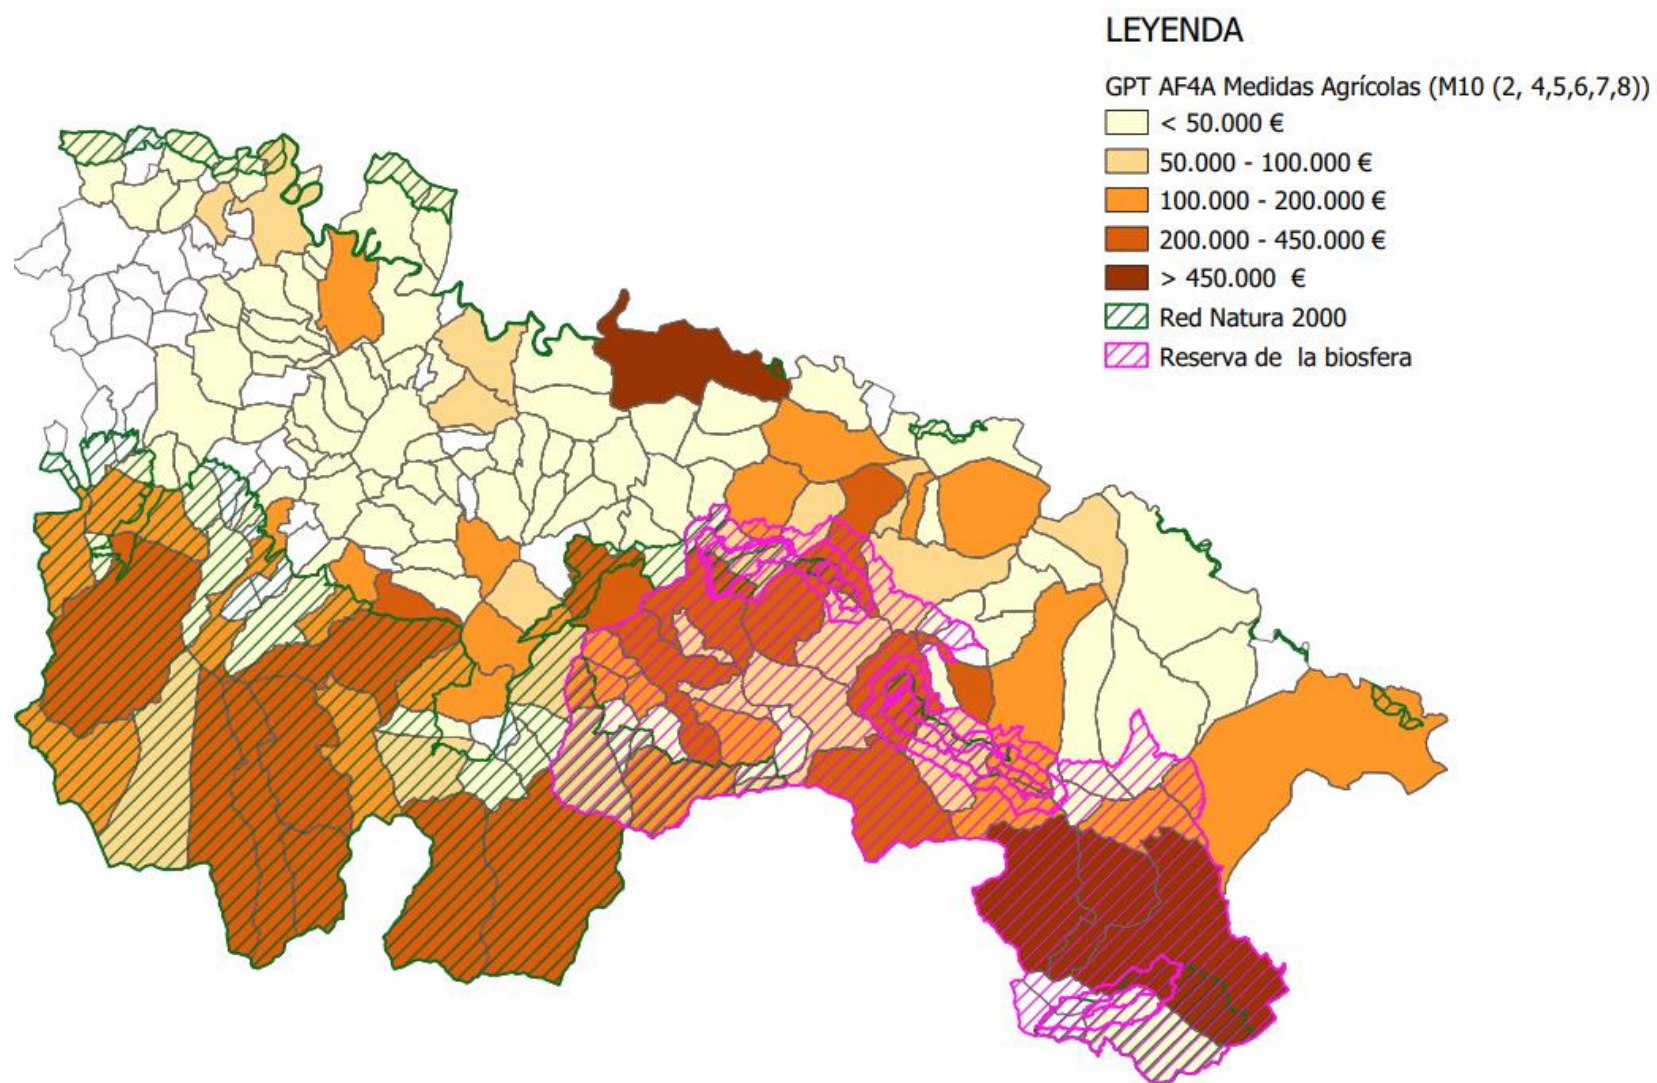 LEYENDA
GPT AF4A Medidas Agrícolas (M10 (2, 4,5,6,7,8))
< 50.000 €
50.000 - 100.000 €
100.000 - 200.000 €
200.000 - 450.000 €
> 450.000 €
Red Natura 2000
Reserva de la biosfera